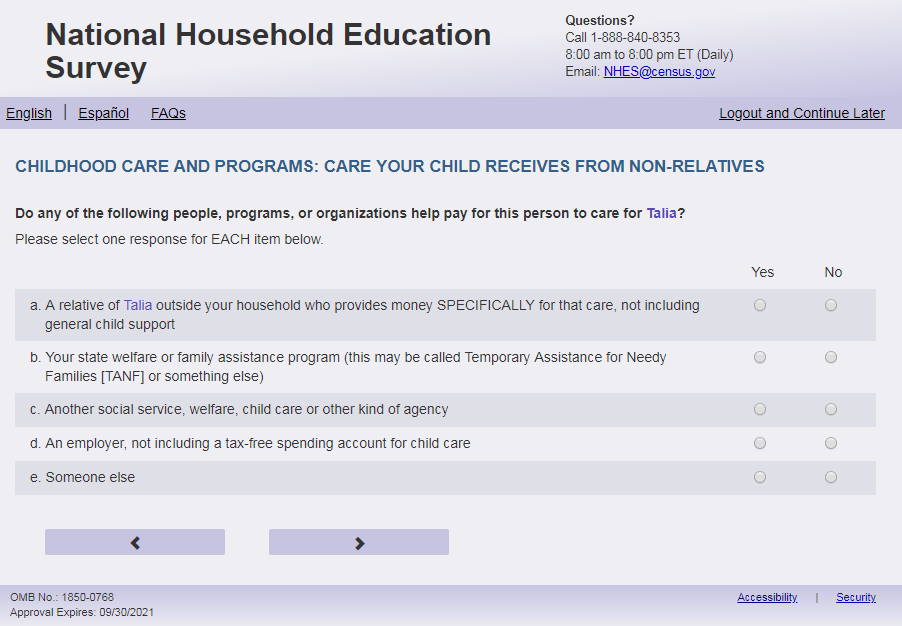 National Household Education
Survey
Questions?
Call 1-888-840-8353
8:00 am to 8:00 pm ET (Daily)
Email: NHES@census.gov
English | Español FAQs
Logout and Continue Later
CHILDHOOD CARE AND PROGRAMS: CARE YOUR CHILD RECEIVES FROM NON-RELATIVES
Do any of the following people, programs, or organizations help pay for this person to care for Talia?
Please select one response for EACH item below.
Yes No
a. A relative of Talia outside your household who provides money SPECIFICALLY for that care, not including
general child support
b. Your state welfare or family assistance program (this may be called Temporary Assistance for Needy
Families [TANF] or something else)
c. Another social service, welfare, child care or other kind of agency
d. An employer, not including a tax-free spending account for child care
e. Someone else
OMB No.: 1850-0768
Approval Expires: 09/30/2021
Accessibility | Security